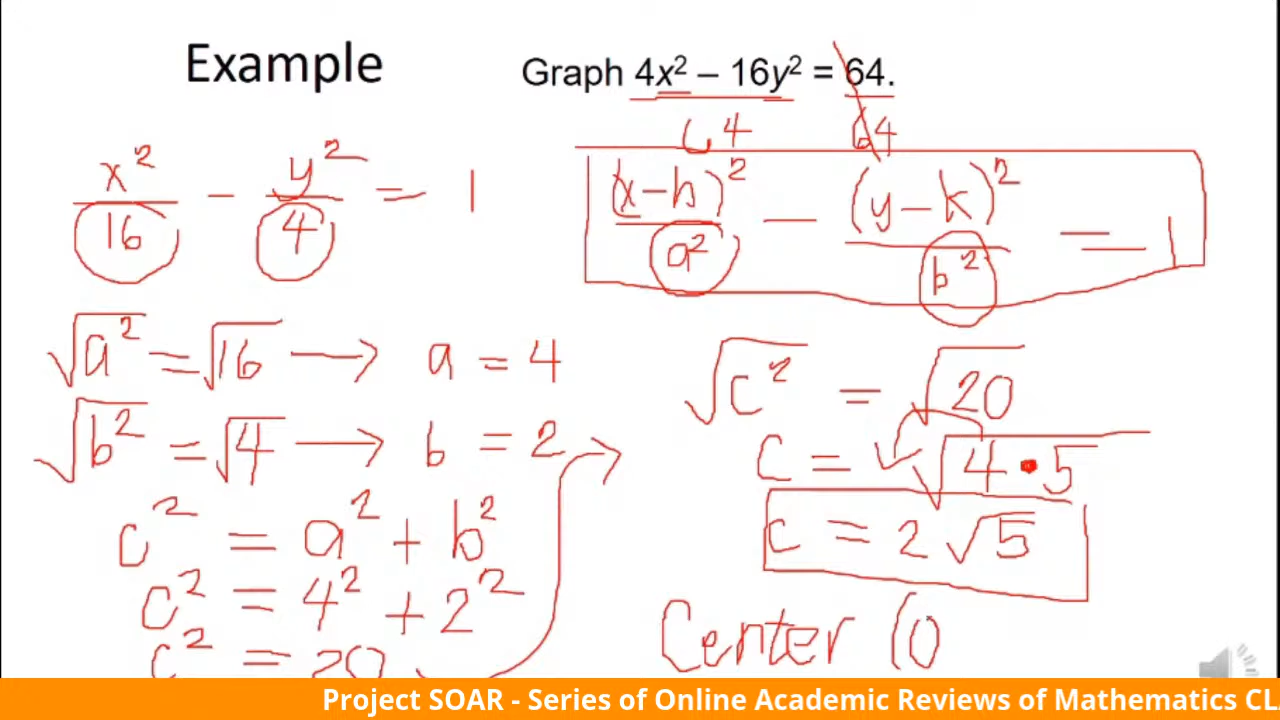 Example
Graph 4x² – 16y² = 64.
64 64
x²/16 - y²/4 = 1
(x-h)²/a² - (y-k)²/b² = 1
√a² = √16 → a = 4
√b² = √4 → b = 2
c² = a² + b²
c² = 4² + 2²
c² = 20
√c² = √20
c = √4·5
c = 2√5
Center (0
Project SOAR - Series of Online Academic Reviews of Mathematics CL